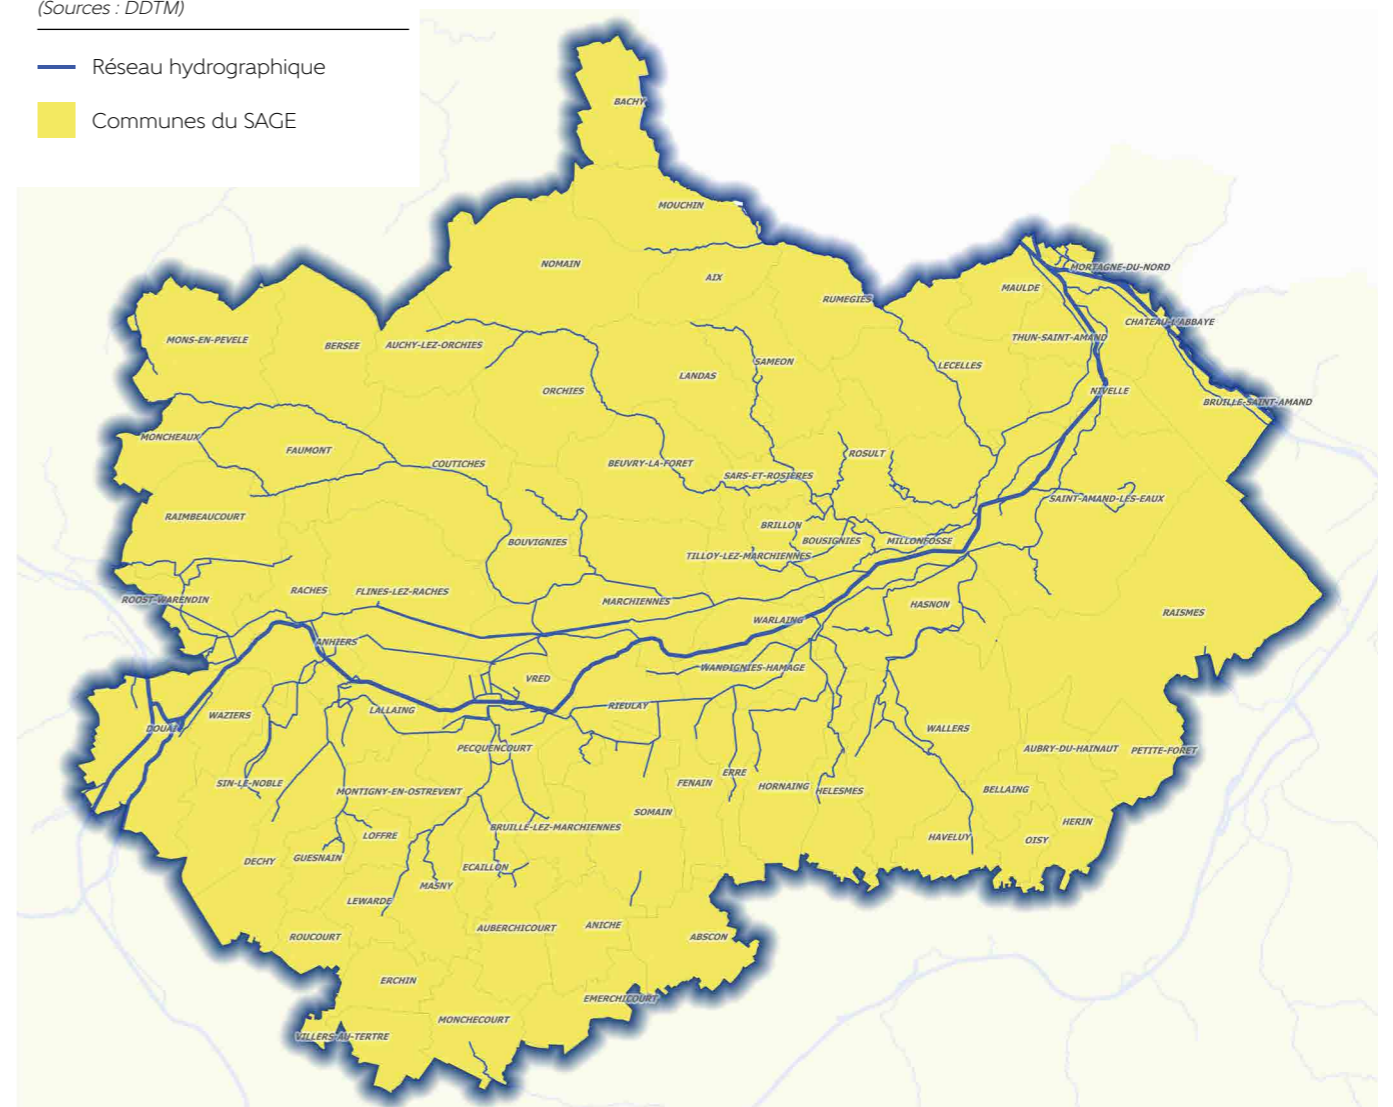 (Sources : DDTM)
Réseau hydrographique
Communes du SAGE
BACHY
MOUCHIN
NOMAIN
AIX
RUMEGIES
MORTAGNE-DU-NORD
MAULDE
CHATEAU-L'ABBAYE
THUN-SAINT-AMAND
MONS-EN-PEVELE
BERSEE
AUCHY-LEZ-ORCHIES
SAMEON
LECELLES
LANDAS
ORCHIES
NIVELLE
BRUILLE-SAINT-AMAND
MONCHEAUX
FAUMONT
COUTICHES
BEUVRY-LA-FORET
ROSULT
SARS-ET-ROSIERES
SAINT-AMAND-LES-EAUX
RAIMBEAUCOURT
BRILLON
BOUVIGNIES
BOUSIGNIES
MILLONFOSSE
TILLOY-LEZ-MARCHIENNES
RACHES
FLINES-LEZ-RACHES
ROOST-WARENDIN
MARCHIENNES
HASNON
RAISMES
WARLAING
ANHIERS
WANDIGNIES-HAMAGE
VRED
RIEULAY
LALLAING
WAZIERS
DOUAI
WALLERS
PECQUENCOURT
AUBRY-DU-HAINAUT
PETITE-FORET
SIN-LE-NOBLE
MONTIGNY-EN-OSTREVENT
FENAIN
ERRE
HORNAING
HELESMES
BELLAING
SOMAIN
HERIN
BRUILLE-LEZ-MARCHIENNES
LOFFRE
HAVELUY
OISY
DECHY
GUESNAIN
ECAILLON
MASNY
LEWARDE
AUBERCHICOURT
ANICHE
ROUCOURT
ABSCON
ERCHIN
EMERCHICOURT
MONCHECOURT
VILLERS-AU-TERTRE